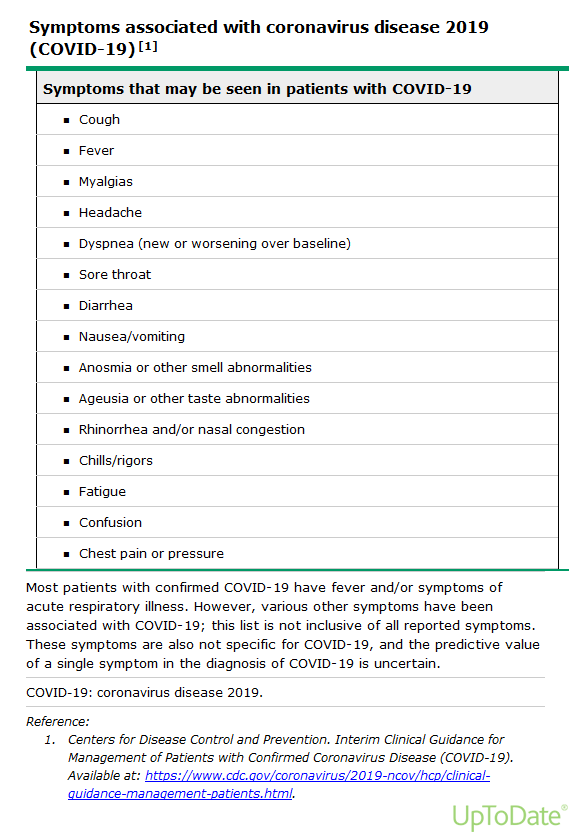 Symptoms associated with coronavirus disease 2019
(COVID-19)[1]
Symptoms that may be seen in patients with COVID-19
▪ Cough
▪ Fever
▪ Myalgias
▪ Headache
▪ Dyspnea (new or worsening over baseline)
▪ Sore throat
▪ Diarrhea
▪ Nausea/vomiting
▪ Anosmia or other smell abnormalities
▪ Ageusia or other taste abnormalities
▪ Rhinorrhea and/or nasal congestion
▪ Chills/rigors
▪ Fatigue
▪ Confusion
▪ Chest pain or pressure
Most patients with confirmed COVID-19 have fever and/or symptoms of
acute respiratory illness. However, various other symptoms have been
associated with COVID-19; this list is not inclusive of all reported symptoms.
These symptoms are also not specific for COVID-19, and the predictive value
of a single symptom in the diagnosis of COVID-19 is uncertain.
COVID-19: coronavirus disease 2019.
Reference:
1. Centers for Disease Control and Prevention. Interim Clinical Guidance for
Management of Patients with Confirmed Coronavirus Disease (COVID-19).
Available at: https://www.cdc.gov/coronavirus/2019-ncov/hcp/clinical-
guidance-management-patients.html.
UpToDate®